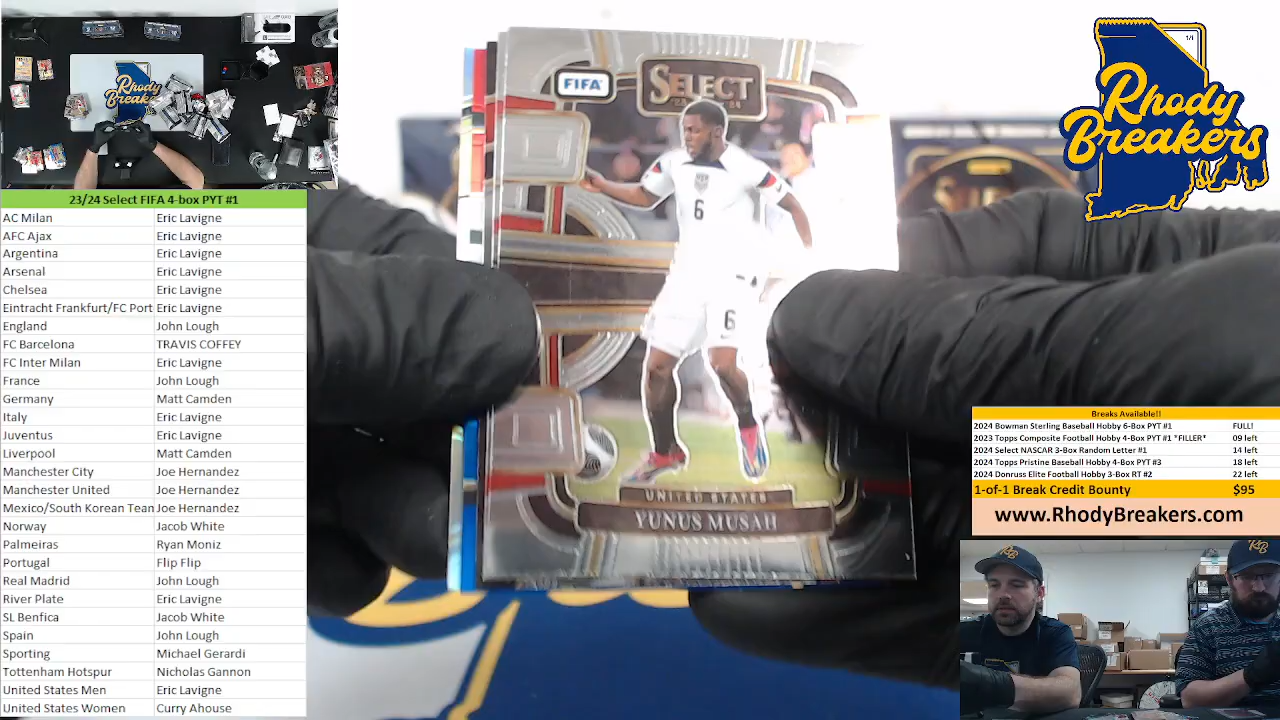 Rhody
Breakers
23/24 Select FIFA 4-box PYT #1
AC Milan Eric Lavigne
AFC Ajax Eric Lavigne
Argentina Eric Lavigne
Arsenal Eric Lavigne
Chelsea Eric Lavigne
Eintracht Frankfurt/FC Port Eric Lavigne
England John Lough
FC Barcelona TRAVIS COFFEY
FC Inter Milan Eric Lavigne
France John Lough
Germany Matt Camden
Italy Eric Lavigne
Juventus Eric Lavigne
Liverpool Matt Camden
Manchester City Joe Hernandez
Manchester United Joe Hernandez
Mexico/South Korean Team Joe Hernandez
Norway Jacob White
Palmeiras Ryan Moniz
Portugal Flip Flip
Real Madrid John Lough
River Plate Eric Lavigne
SL Benfica Jacob White
Spain John Lough
Sporting Michael Gerardi
Tottenham Hotspur Nicholas Gannon
United States Men Eric Lavigne
United States Women Curry Ahouse
FIFA
SELECT
6
6
UNITED STATES
YUNUS MUSAH
1/1
Rhody
Breakers
Breaks Available!!
2024 Bowman Sterling Baseball Hobby 6-Box PYT #1 FULL!
2023 Topps Composite Football Hobby 4-Box PYT #1 *FILLER* 09 left
2024 Select NASCAR 3-Box Random Letter #1 14 left
2024 Topps Pristine Baseball Hobby 4-Box PYT #3 18 left
2024 Donruss Elite Football Hobby 3-Box RT #2 22 left
1-of-1 Break Credit Bounty $95
www.RhodyBreakers.com
RB
RB